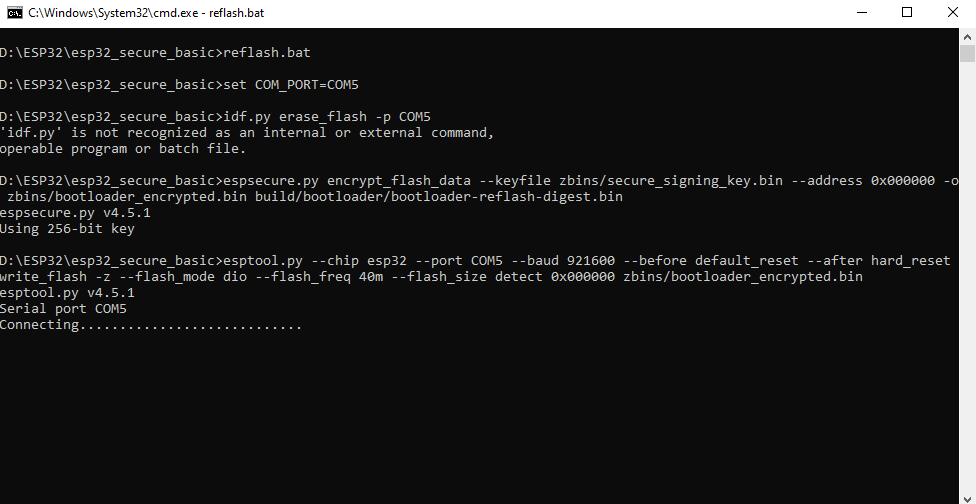 C:\Windows\System32\cmd.exe - reflash.bat
D:\ESP32\esp32_secure_basic>reflash.bat
D:\ESP32\esp32_secure_basic>set COM_PORT=COM5
D:\ESP32\esp32_secure_basic>idf.py erase_flash -p COM5
'idf.py' is not recognized as an internal or external command,
operable program or batch file.
D:\ESP32\esp32_secure_basic>espsecure.py encrypt_flash_data --keyfile zbins/secure_signing_key.bin --address 0x000000 -o
zbins/bootloader_encrypted.bin build/bootloader/bootloader-reflash-digest.bin
espsecure.py v4.5.1
Using 256-bit key
D:\ESP32\esp32_secure_basic>esptool.py --chip esp32 --port COM5 --baud 921600 --before default_reset --after hard_reset
write_flash -z --flash_mode dio --flash_freq 40m --flash_size detect 0x000000 zbins/bootloader_encrypted.bin
esptool.py v4.5.1
Serial port COM5
Connecting............................